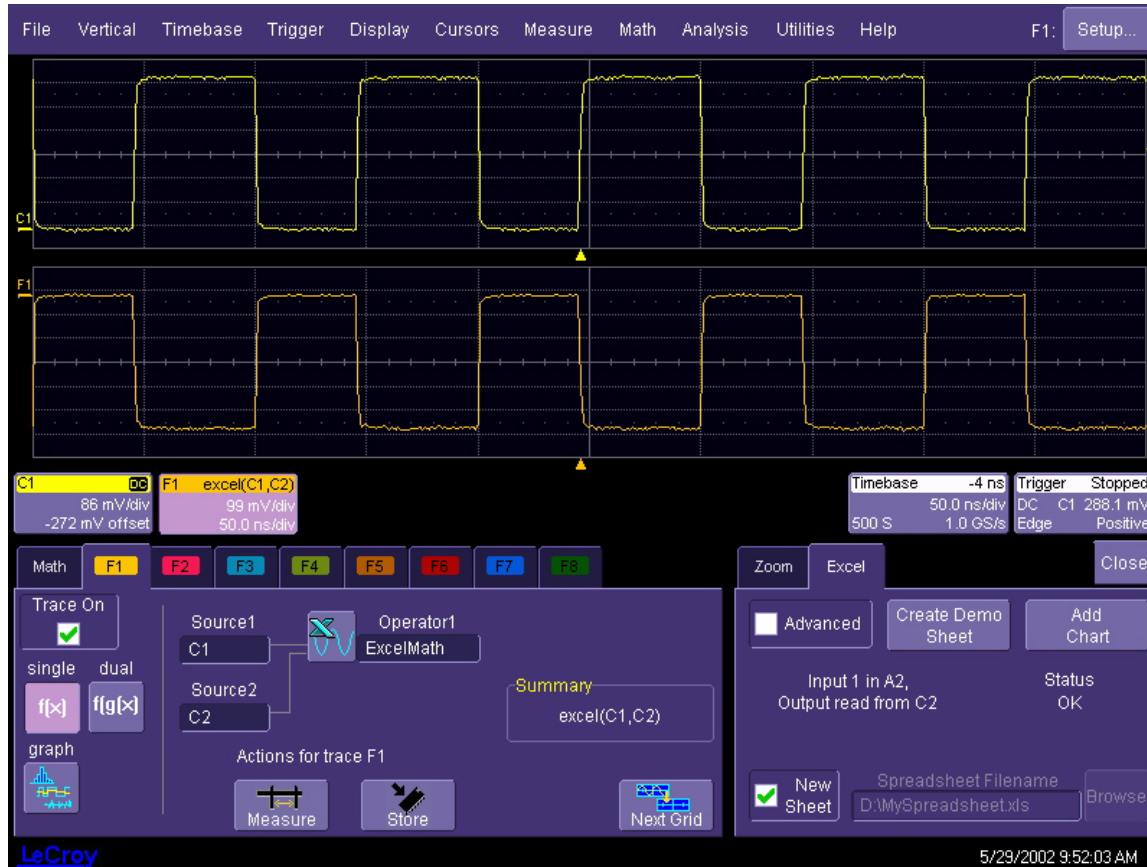 File Vertical Timebase Trigger Display Cursors Measure Math Analysis Utilities Help F1: Setup...
C1
F1
C1 DC
86 mV/div
-272 mV offset
F1 excel(C1,C2)
99 mV/div
50.0 ns/div
Timebase -4 ns
50.0 ns/div
500 S 1.0 GS/s
Trigger Stopped
DC C1 288.1 mV
Edge Positive
Math F1 F2 F3 F4 F5 F6 F7 F8
Trace On
single dual
f(x) f(g(x)
graph
Source1
C1
Source2
C2
Operator1
ExcelMath
Summary
excel(C1,C2)
Actions for trace F1
Measure
Store
Next Grid
Zoom Excel
Close
Advanced
Create Demo
Sheet
Add
Chart
Input 1 in A2,
Output read from C2
Status
OK
New
Sheet
Spreadsheet Filename
D:\MySpreadsheet.xls
Browse
LeCroy
5/29/2002 9:52:03 AM